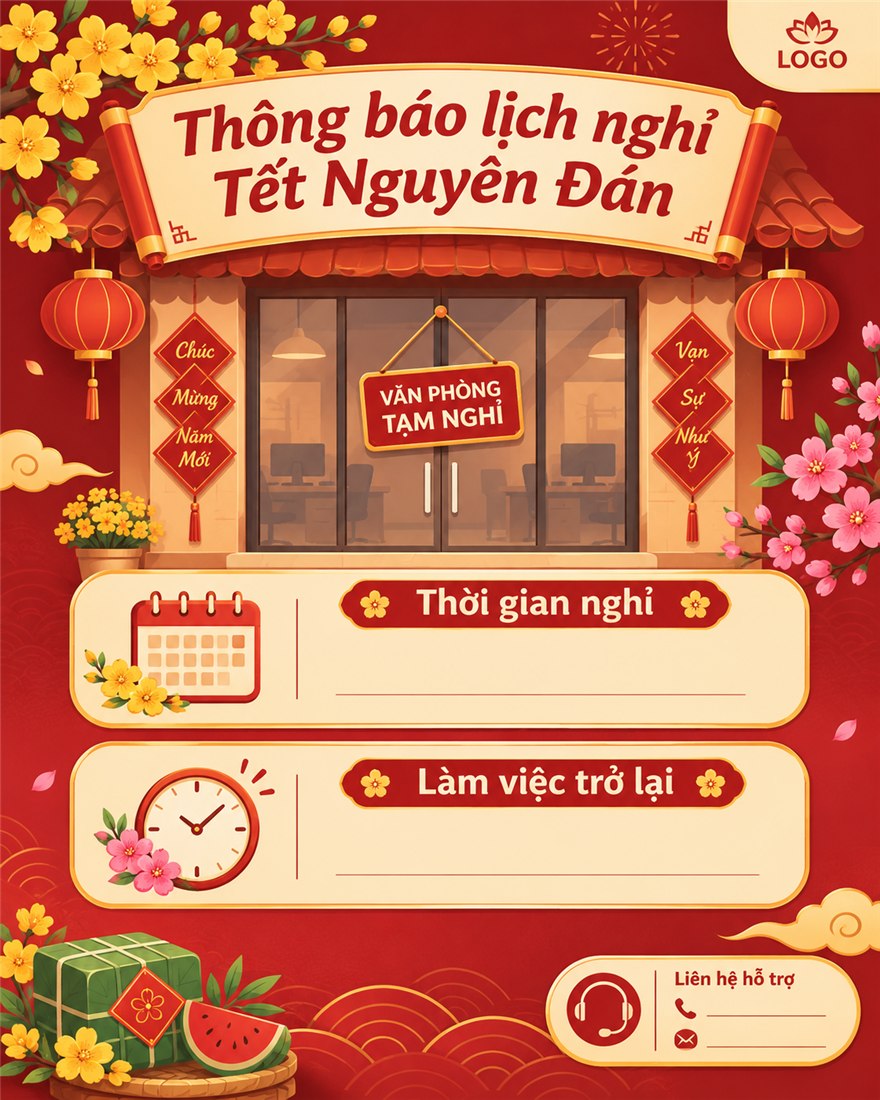 LOGO
Thông báo lịch nghỉ
Tết Nguyên Đán
Chúc
Mừng
Năm
Mới
VĂN PHÒNG
TẠM NGHỈ
Vạn
Sự
Như
Ý
Thời gian nghỉ
Làm việc trở lại
Liên hệ hỗ trợ